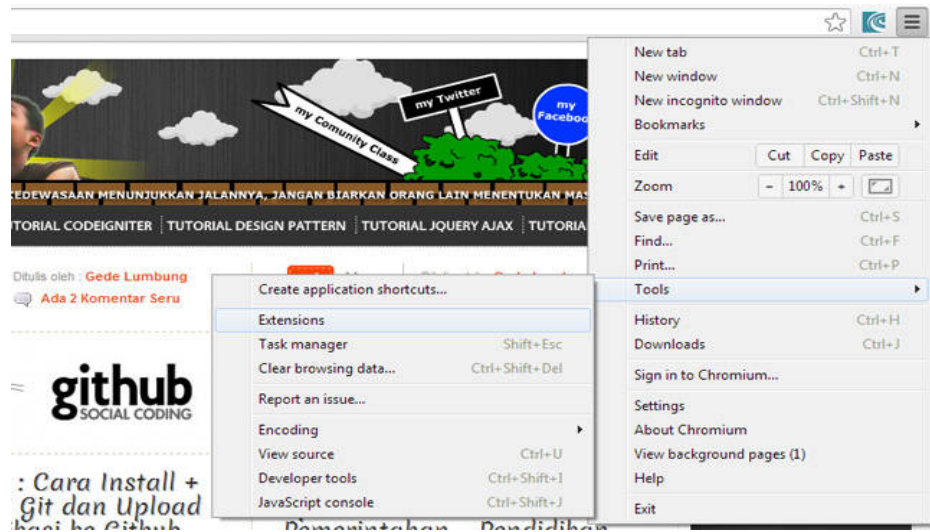 New tab Ctrl+T
New window Ctrl+N
New incognito window Ctrl+Shift+N
Bookmarks
Edit Cut Copy Paste
Zoom - 100% +
Save page as... Ctrl+S
Find... Ctrl+F
Print... Ctrl+P
Tools
History Ctrl+H
Downloads Ctrl+J
Sign in to Chromium...
Settings
About Chromium
View background pages (1)
Help
Exit
Create application shortcuts...
Extensions
Task manager Shift+Esc
Clear browsing data... Ctrl+Shift+Del
Report an issue...
Encoding
View source Ctrl+U
Developer tools Ctrl+Shift+I
JavaScript console Ctrl+Shift+J
my Comunity Class
my Twitter
my
MENUNJUKKAN JALANNYA, JANGAN BIARKAN ORANG LAIN MENENTUKAN
CODEIGNITER TUTORIAL DESIGN PATTERN TUTORIAL JQUERY AJAX
Ditulis oleh : Gede Lumbung
Ada 2 Komentar Seru
github
SOCIAL CODING
: Cara Install +
Git dan Upload
ke Github
Pemerintahan Pendidikan